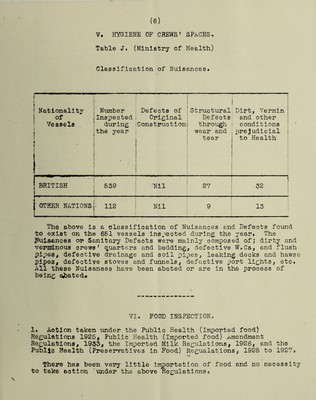 (6)
V. HYGIENE OF CREWS' SPACES.
Table J. (Ministry of Health)
Classification of Nuisances.
Nationality of Vessels | Number Inspected during the year | Defects of Original Construction | Structural Defects through wear and tear | Dirt, Vermin and other conditions prejudicial to Health
BRITISH | 539 | Nil | 27 | 32
OTHER NATIONS | 112 | Nil | 9 | 13
The above is a classification of Nuisances and Defects found
to exist on the 651 vessels inspected during the year. The
Nuisances or Sanitary Defects were mainly composed of; dirty and
verminous crews' quarters and bedding, defective W.Cs, and flush
pipes, defective drainage and soil pipes, leaking decks and hawse
pipes, defective stoves and funnels, defective port lights, etc.
All these Nuisances have been abated or are in the process of
being abated.
VI. FOOD INSPECTION.
1. Action taken under the Public Health (Imported food)
Regulations 1925, Public Health (Imported Food) Amendment
Regulations, 1933, the Imported Milk Regulations, 1926, and the
Public Health (Preservatives in Food) Regualations, 1925 to 1927.
There has been very little importation of food and no necessity
to take action under the above Regulations.